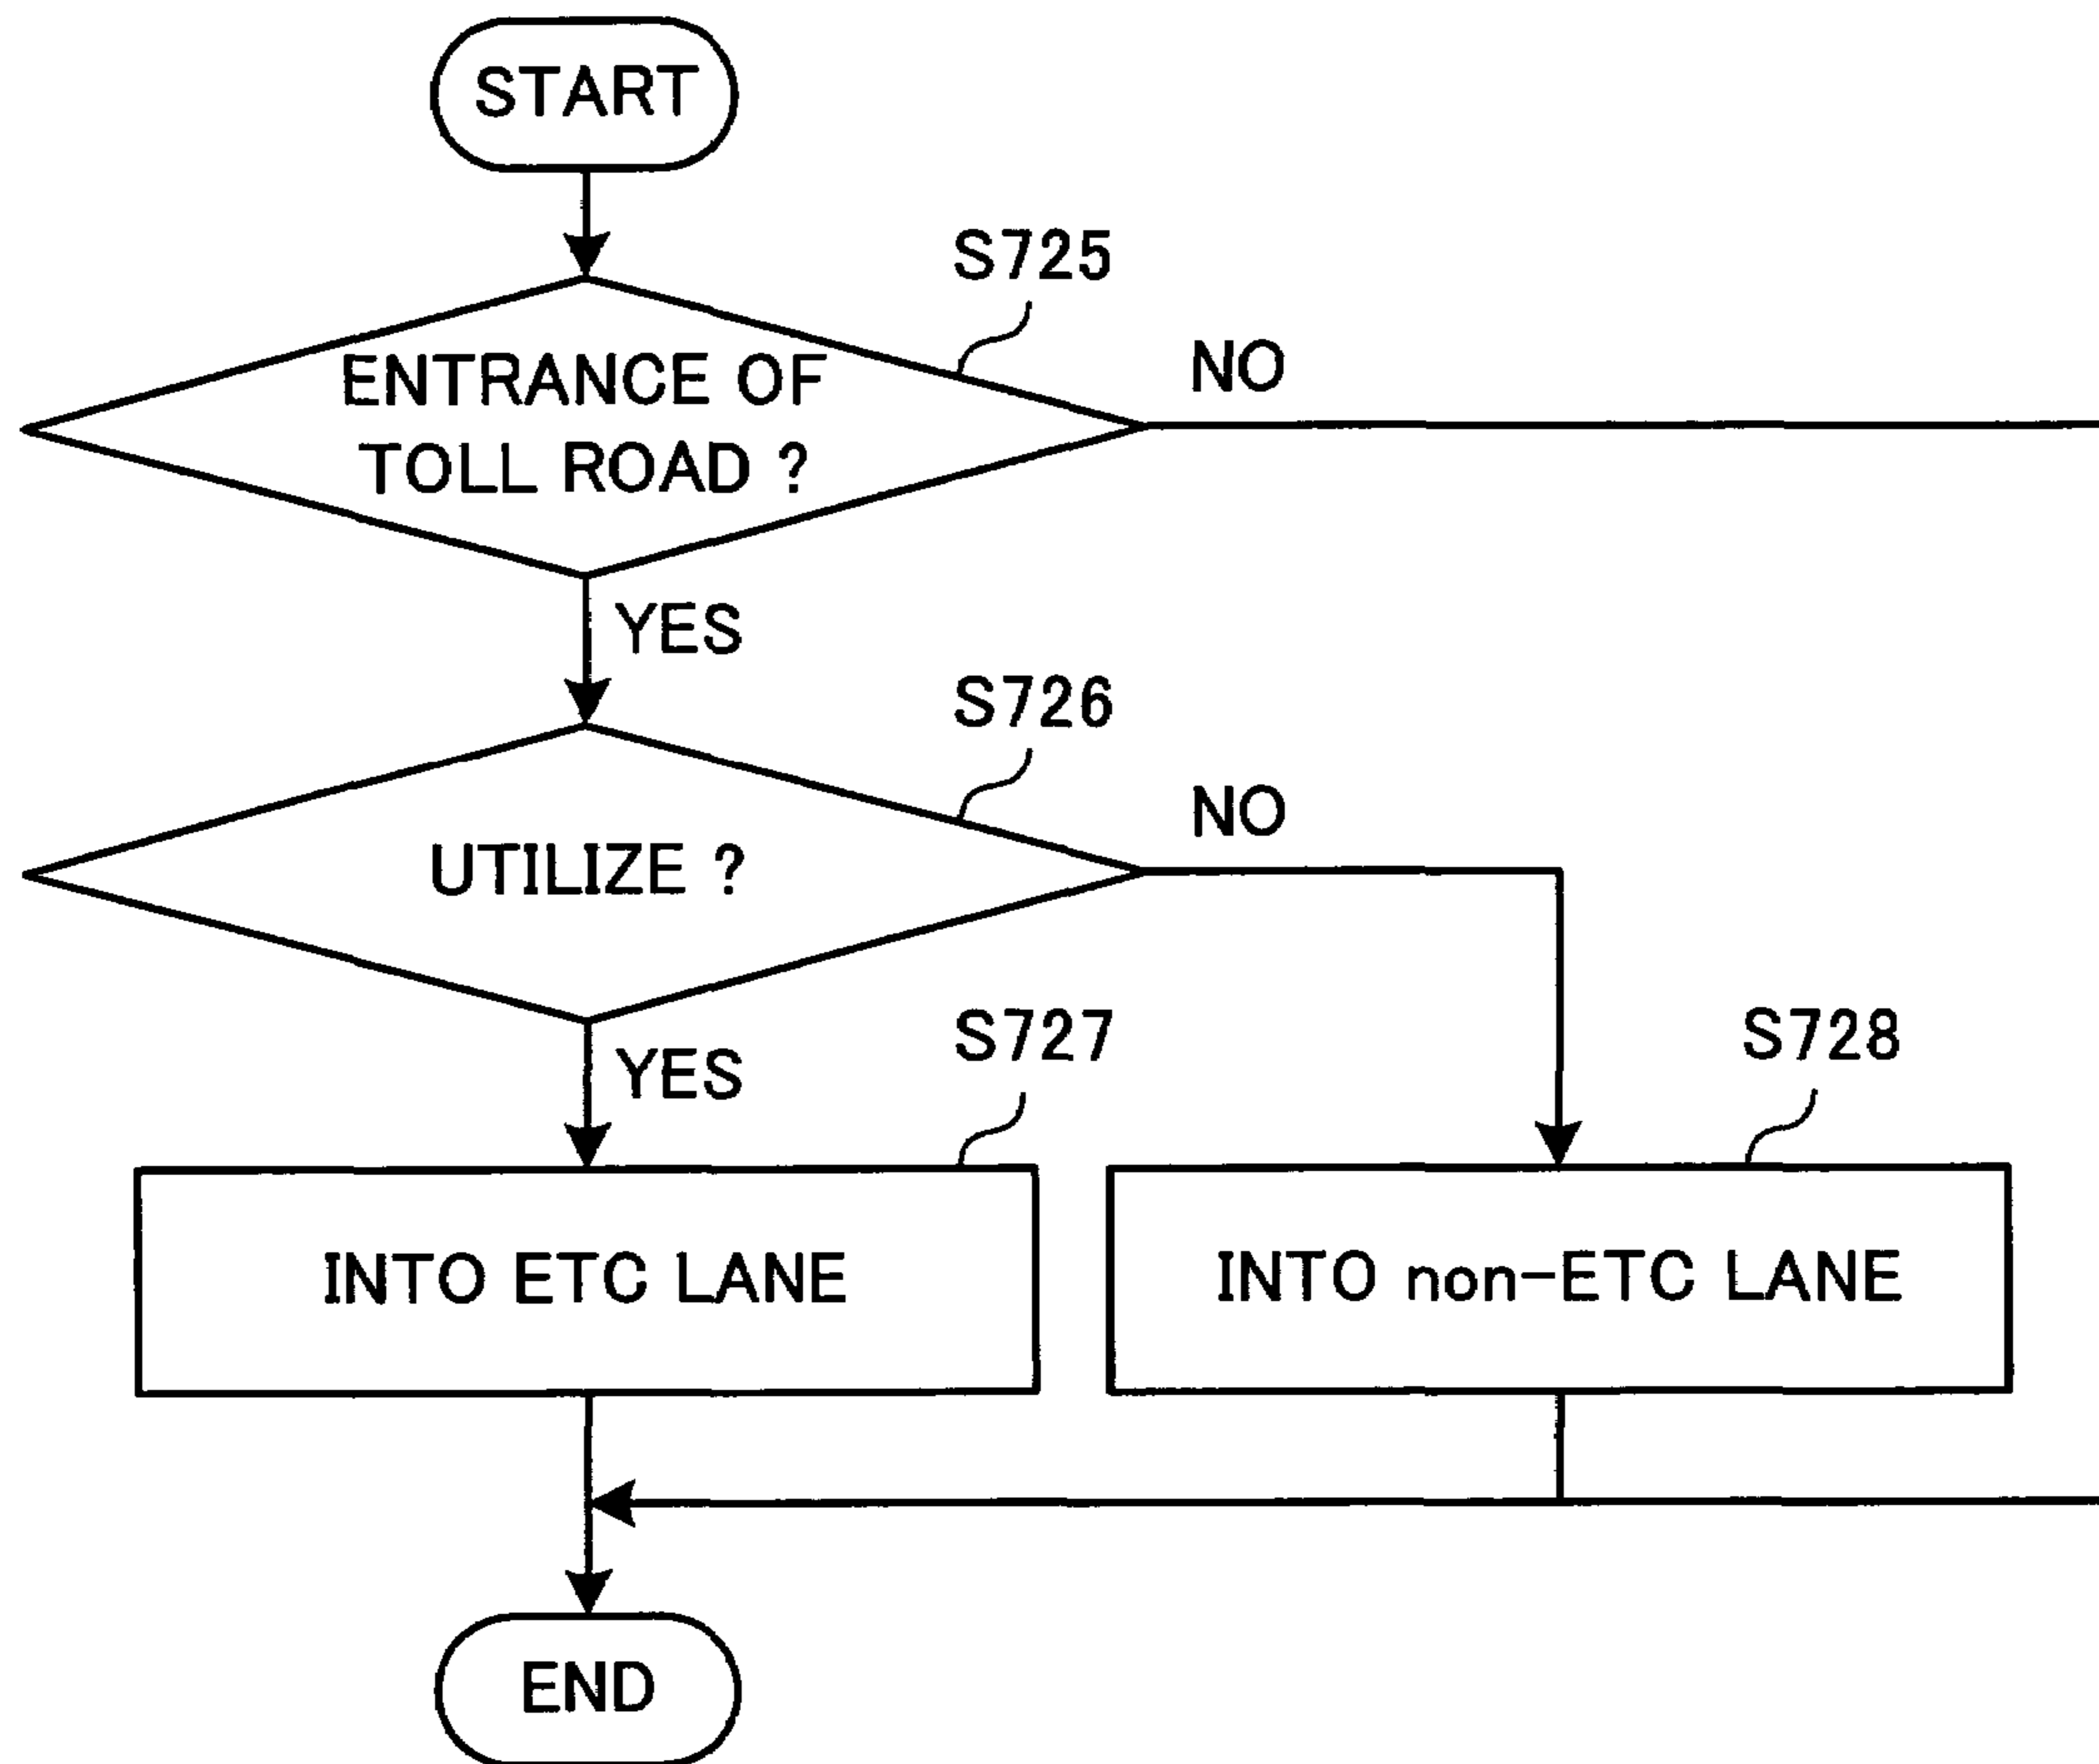 START
S725
ENTRANCE OF
TOLL ROAD ?
NO
YES
S726
UTILIZE ?
NO
YES
S727
S728
INTO ETC LANE
INTO non-ETC LANE
END